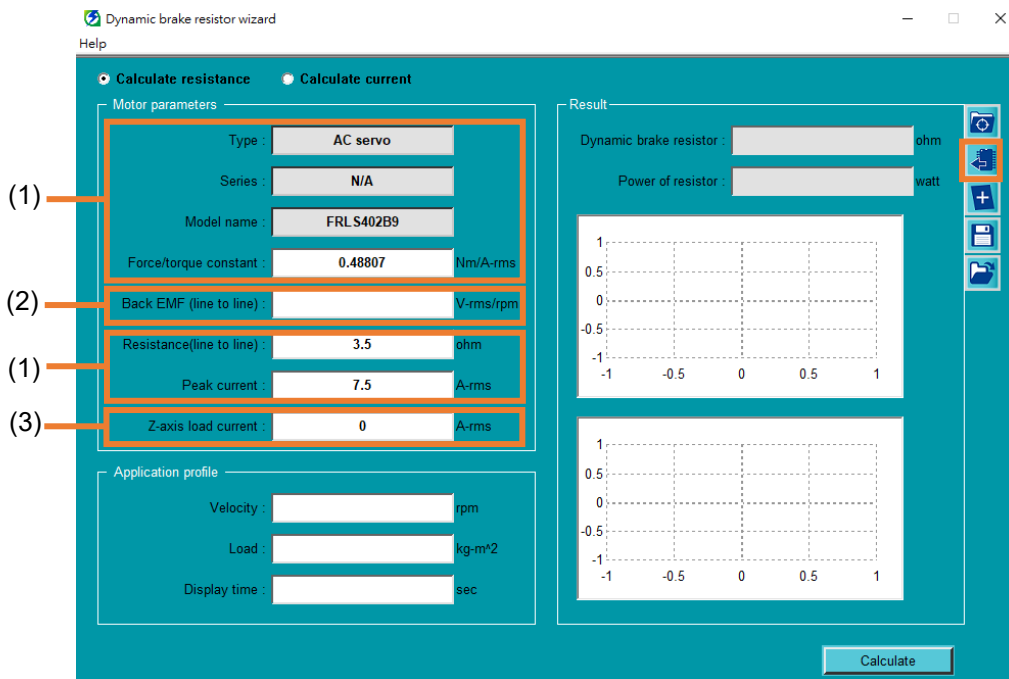 Dynamic brake resistor wizard
Help
Calculate resistance Calculate current
Motor parameters
(1)
Type : AC servo
Series : N/A
Model name : FRLS402B9
Force/torque constant : 0.48807 Nm/A-rms
(2)
Back EMF (line to line) : V-rms/rpm
(1)
Resistance(line to line) : 3.5 ohm
Peak current : 7.5 A-rms
(3)
Z-axis load current : 0 A-rms
Application profile
Velocity : rpm
Load : kg-m^2
Display time : sec
Result
Dynamic brake resistor : ohm
Power of resistor : watt
1
0.5
0
-0.5
-1
-1 -0.5 0 0.5 1
1
0.5
0
-0.5
-1
-1 -0.5 0 0.5 1
Calculate